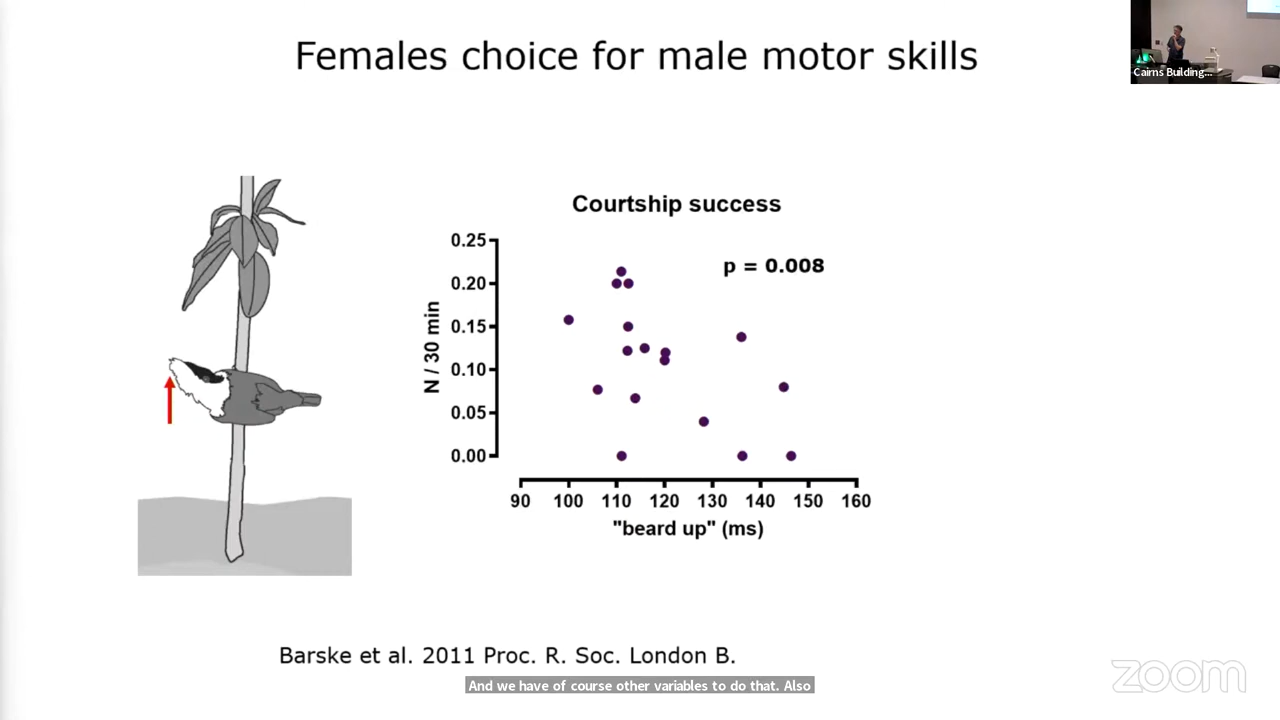 Females choice for male motor skills
Cairns Building...
Courtship success
p = 0.008
N / 30 min
0.25
0.20
0.15
0.10
0.05
0.00
90 100 110 120 130 140 150 160
"beard up" (ms)
Barske et al. 2011 Proc. R. Soc. London B.
And we have of course other variables to do that. Also
zoom